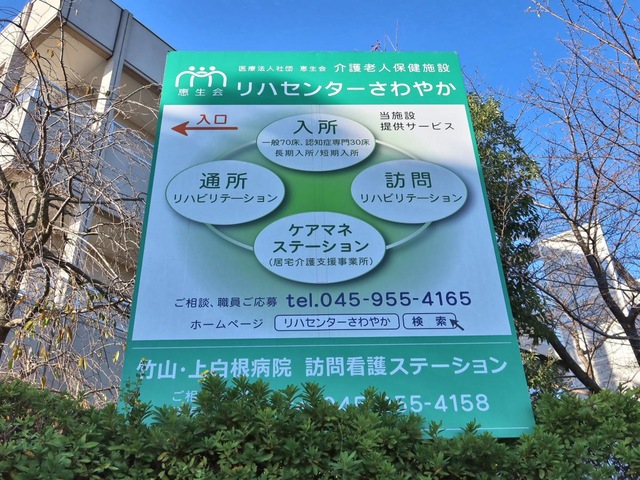 医療法人社団 恵生会 介護老人保健施設
恵生会 リハセンターさわやか
入口
当施設
提供サービス
入所
一般70床、認知症専門30床
長期入所/短期入所
通所
リハビリテーション
訪問
リハビリテーション
ケアマネ
ステーション
(居宅介護支援事業所)
ご相談、職員ご応募 tel.045-955-4165
ホームページ リハセンターさわやか 検索
竹山・上白根病院 訪問看護ステーション
ご相 045-955-4158